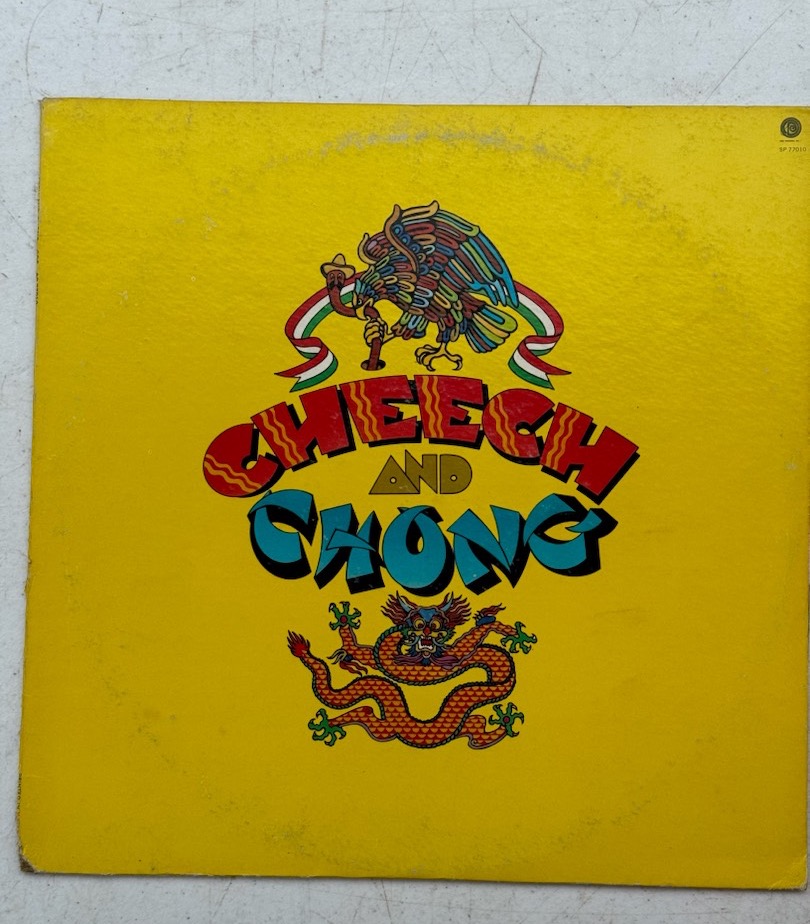 SP 77010
CHEECH
AND
CHONG